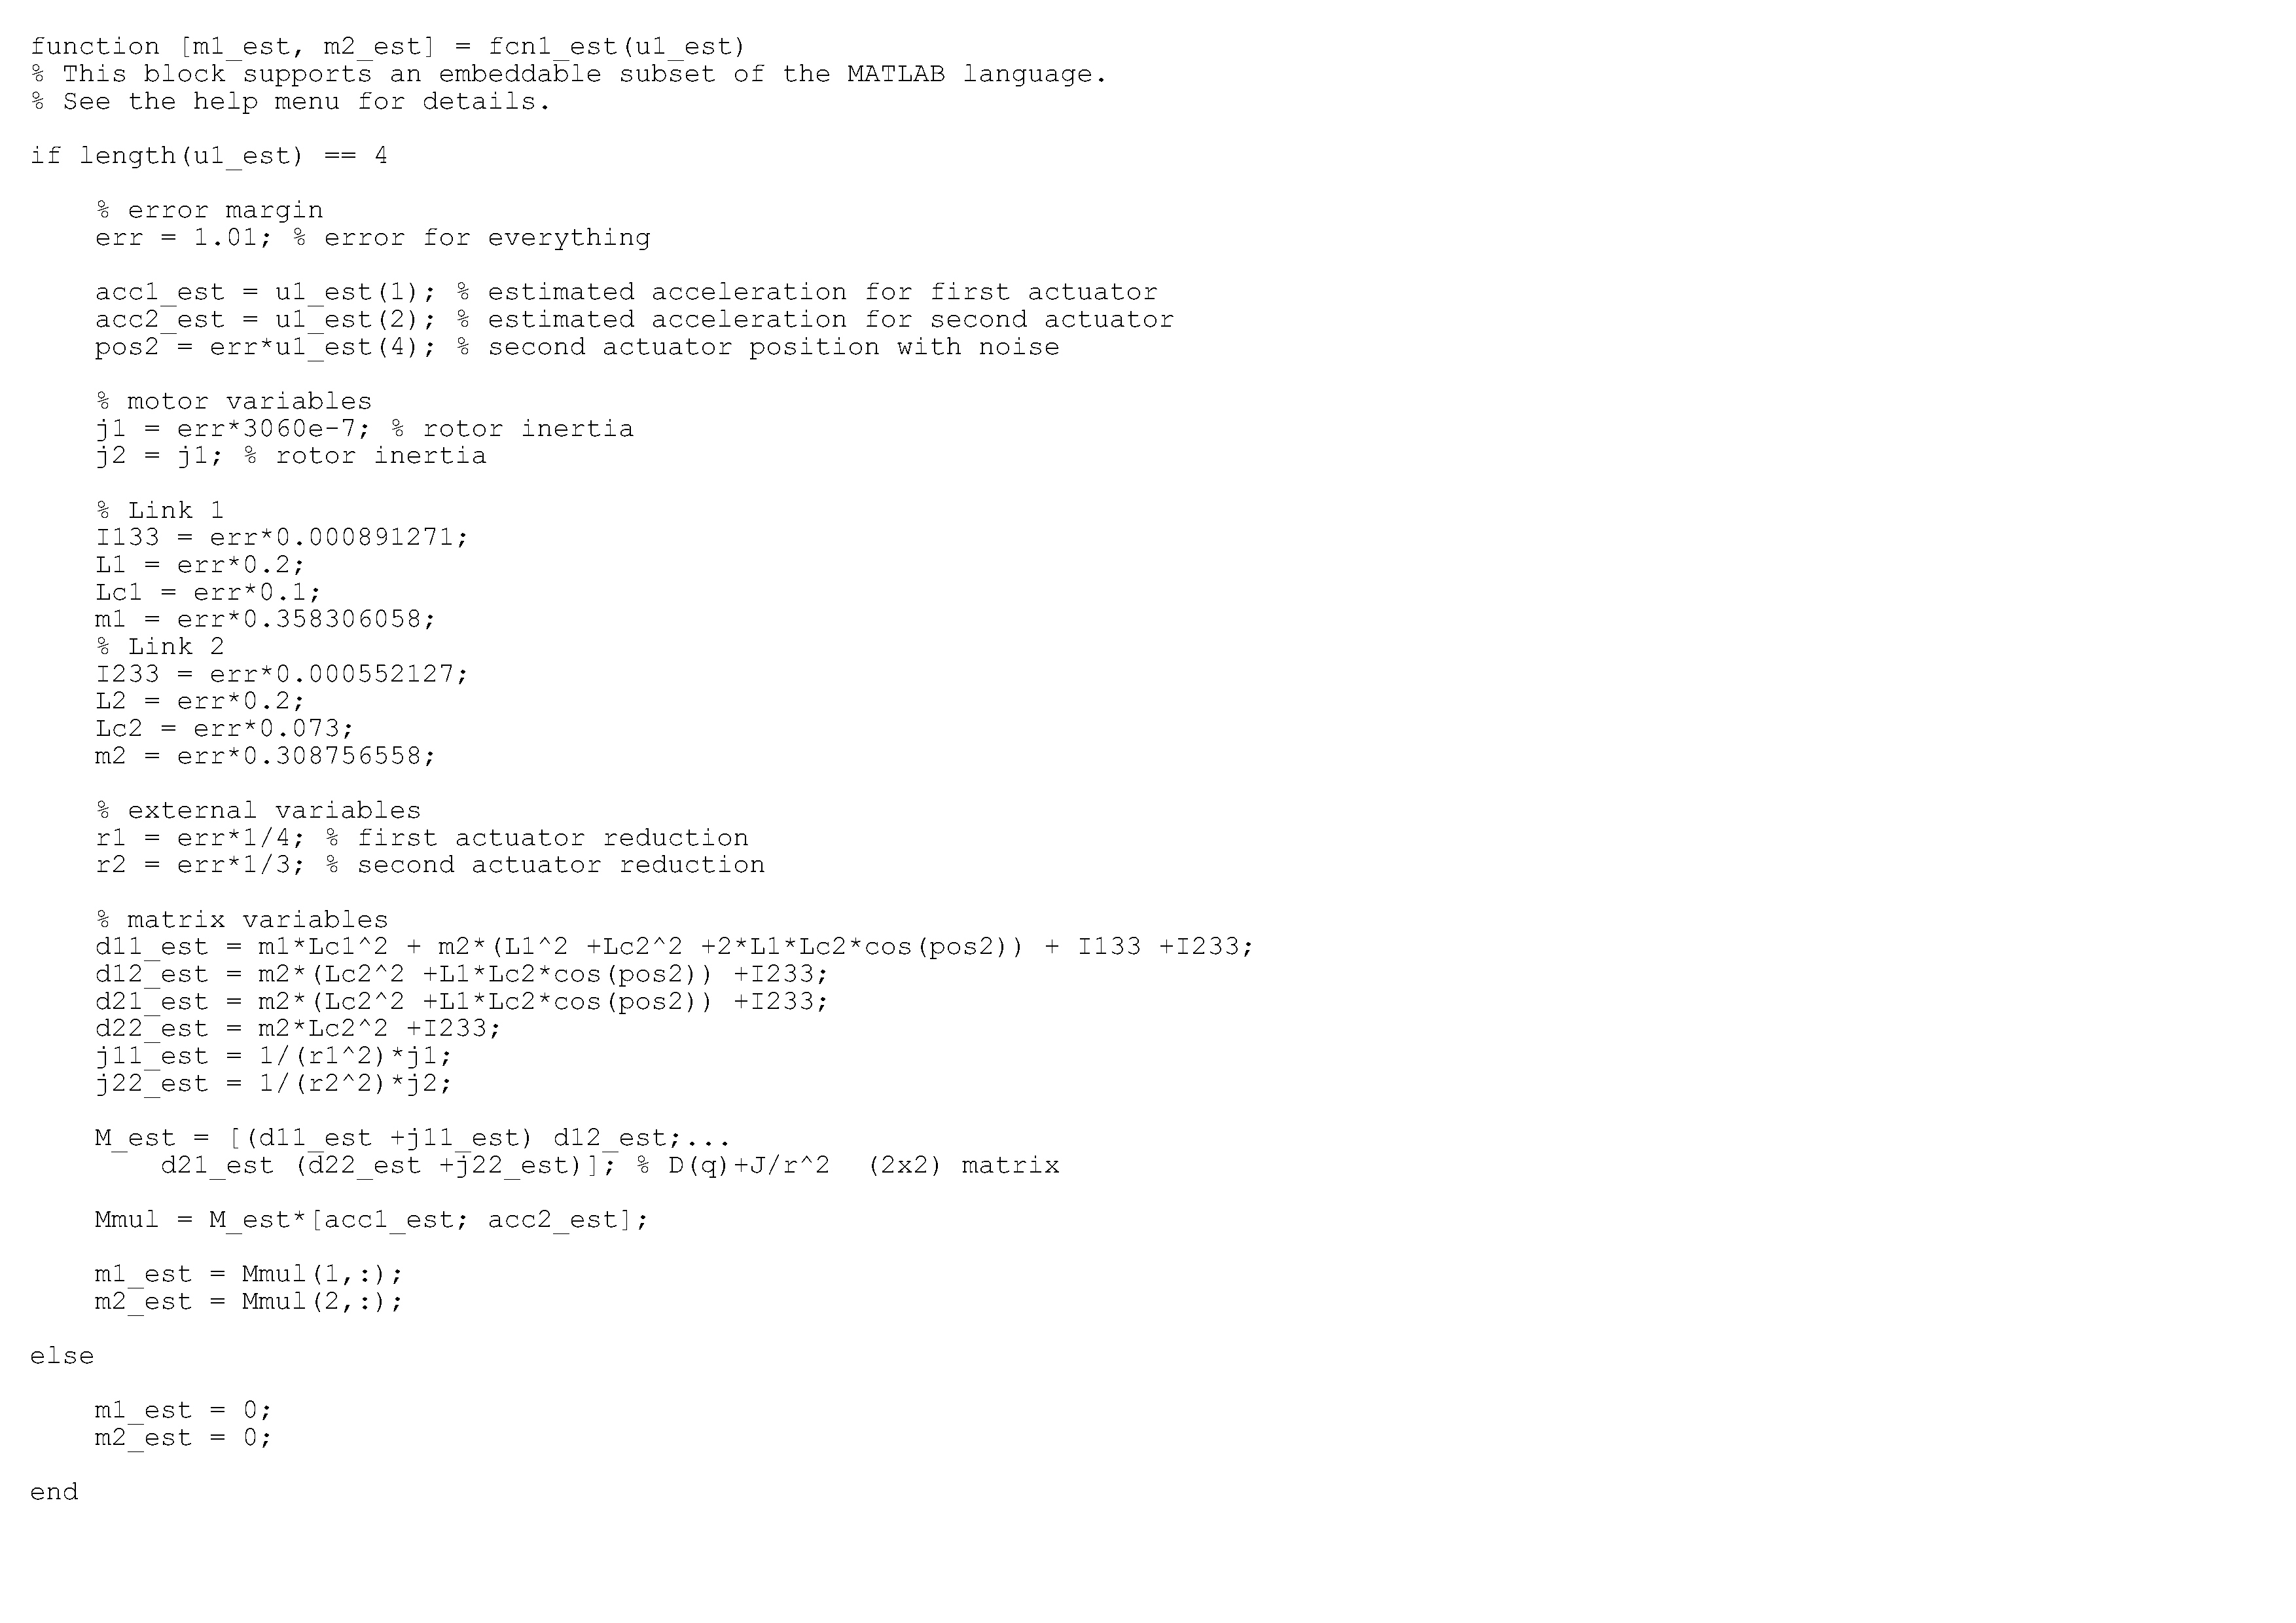 function [m1_est, m2_est] = fcn1_est(u1_est)
% This block supports an embeddable subset of the MATLAB language.
% See the help menu for details.
if length(u1_est) == 4
% error margin
err = 1.01; % error for everything
acc1_est = u1_est(1); % estimated acceleration for first actuator
acc2_est = u1_est(2); % estimated acceleration for second actuator
pos2 = err*u1_est(4); % second actuator position with noise
% motor variables
j1 = err*3060e-7; % rotor inertia
j2 = j1; % rotor inertia
% Link 1
I133 = err*0.000891271;
L1 = err*0.2;
Lc1 = err*0.1;
m1 = err*0.358306058;
% Link 2
I233 = err*0.000552127;
L2 = err*0.2;
Lc2 = err*0.073;
m2 = err*0.308756558;
% external variables
r1 = err*1/4; % first actuator reduction
r2 = err*1/3; % second actuator reduction
% matrix variables
d11_est = m1*Lc1^2 + m2*(L1^2 +Lc2^2 +2*L1*Lc2*cos(pos2)) + I133 +I233;
d12_est = m2*(Lc2^2 +L1*Lc2*cos(pos2)) +I233;
d21_est = m2*(Lc2^2 +L1*Lc2*cos(pos2)) +I233;
d22_est = m2*Lc2^2 +I233;
j11_est = 1/(r1^2)*j1;
j22_est = 1/(r2^2)*j2;
M_est = [(d11_est +j11_est) d12_est;...
d21_est (d22_est +j22_est)]; % D(q)+J/r^2  (2x2) matrix
Mmul = M_est*[acc1_est; acc2_est];
m1_est = Mmul(1,:);
m2_est = Mmul(2,:);
else
m1_est = 0;
m2_est = 0;
end